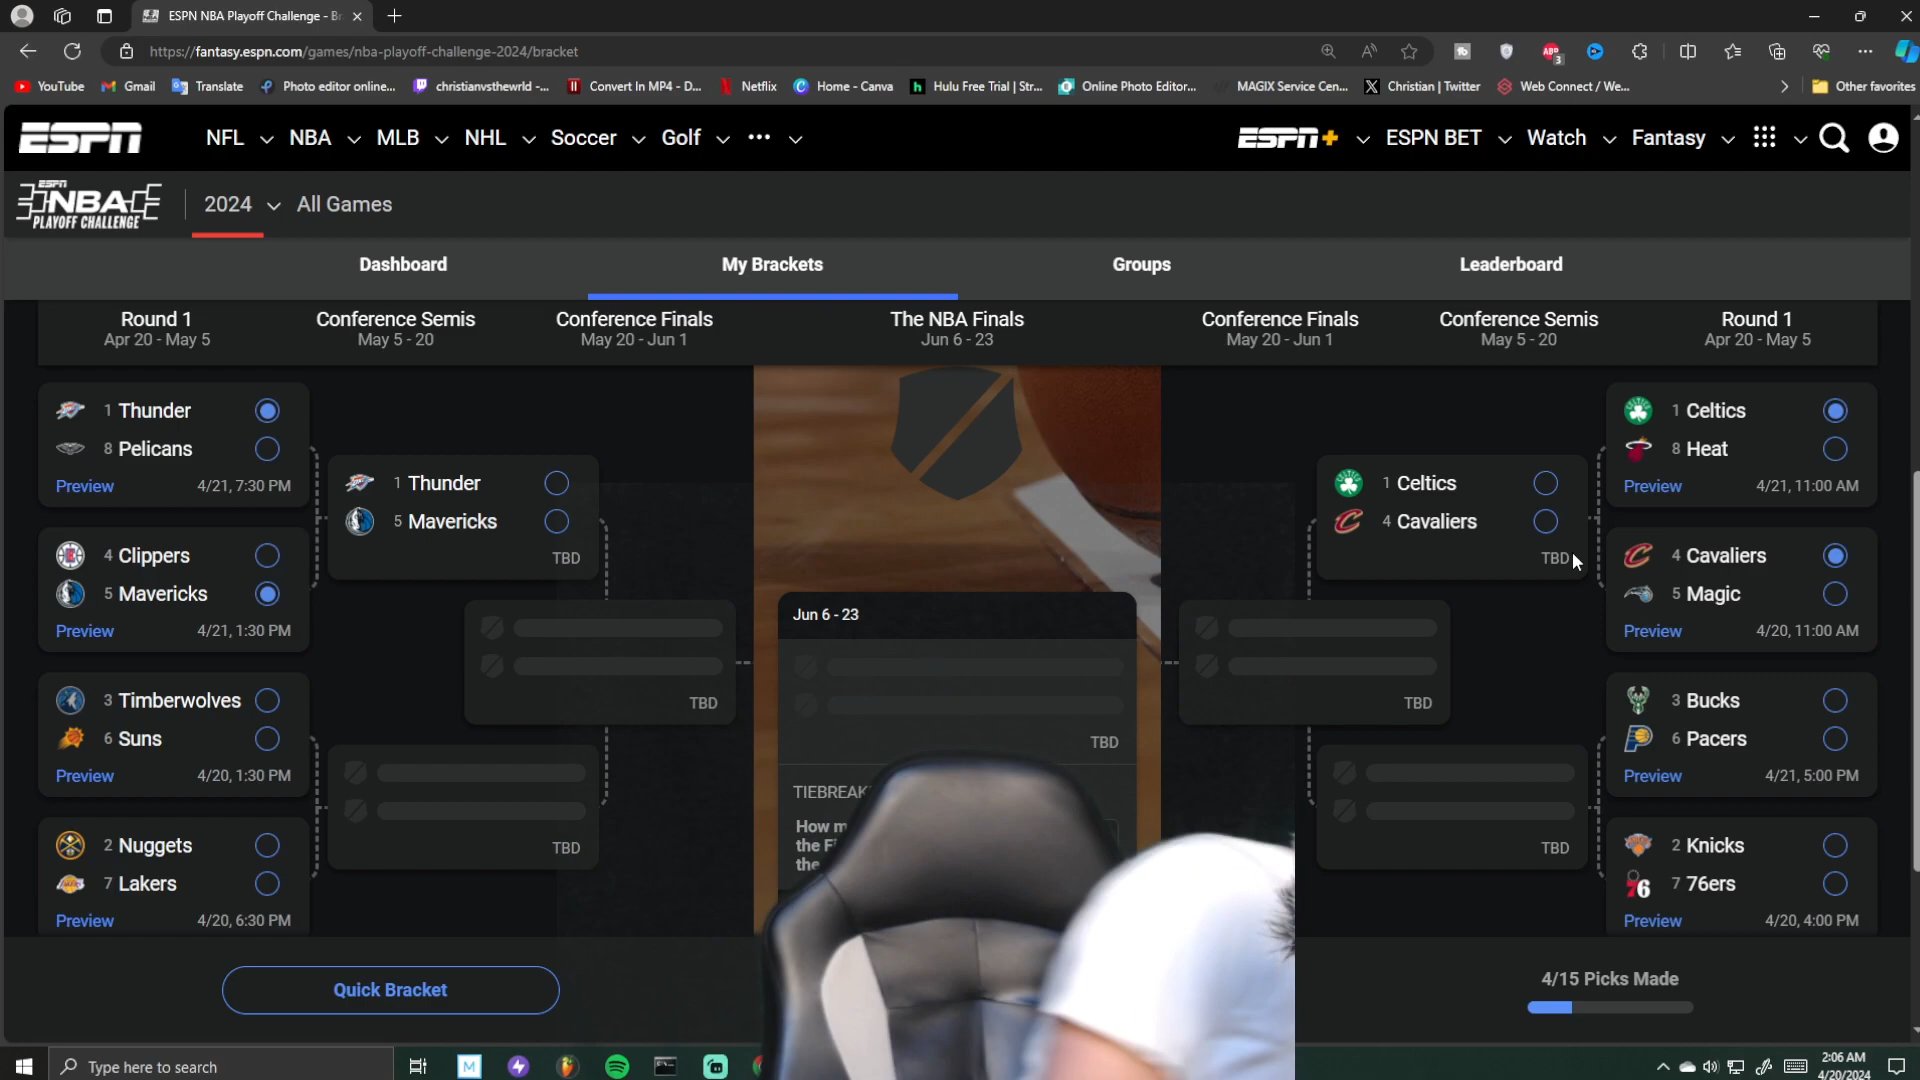 ESPN NBA Playoff Challenge - Br
https://fantasy.espn.com/games/nba-playoff-challenge-2024/bracket
ABP 3
YouTube Gmail Translate Photo editor online... christianvsthewrld -... Convert In MP4 - D... Netflix Home - Canva Hulu Free Trial | Str... Online Photo Editor... MAGIX Service Cen... Christian | Twitter Web Connect / We... Other favorites
ESPN NFL NBA MLB NHL Soccer Golf ESPN+ ESPN BET Watch Fantasy
ESPN NBA PLAYOFF CHALLENGE 2024 All Games
Dashboard My Brackets Groups Leaderboard
Round 1 Conference Semis Conference Finals The NBA Finals Conference Finals Conference Semis Round 1
Apr 20 - May 5 May 5 - 20 May 20 - Jun 1 Jun 6 - 23 May 20 - Jun 1 May 5 - 20 Apr 20 - May 5
1 Thunder
8 Pelicans
Preview 4/21, 7:30 PM
4 Clippers
5 Mavericks
Preview 4/21, 1:30 PM
3 Timberwolves
6 Suns
Preview 4/20, 1:30 PM
2 Nuggets
7 Lakers
Preview 4/20, 6:30 PM
1 Thunder
5 Mavericks
TBD
TBD
TBD
Jun 6 - 23
TBD
TIEBREAK
How m
the F
the
1 Celtics
4 Cavaliers
TBD
TBD
TBD
1 Celtics
8 Heat
Preview 4/21, 11:00 AM
4 Cavaliers
5 Magic
Preview 4/20, 11:00 AM
3 Bucks
6 Pacers
Preview 4/21, 5:00 PM
2 Knicks
7 76ers
Preview 4/20, 4:00 PM
Quick Bracket
4/15 Picks Made
Type here to search
2:06 AM
4/20/2024